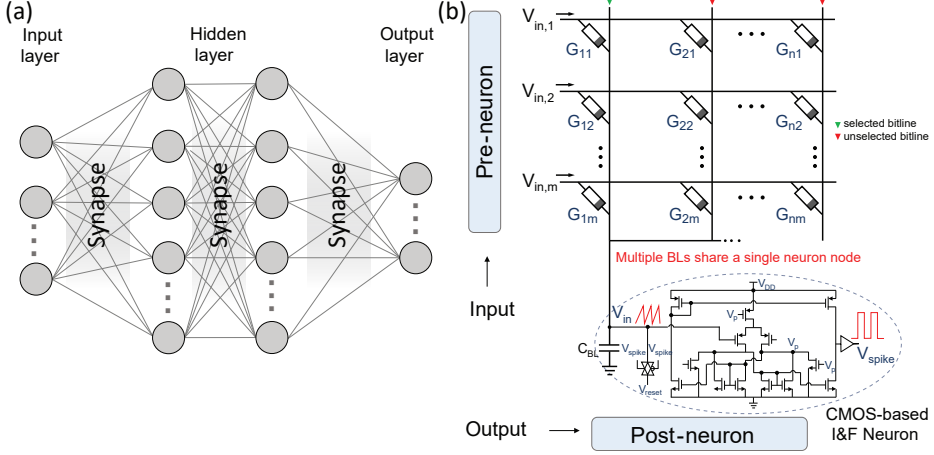 (a)
Input
layer
Hidden
layer
Output
layer
Synapse
Synapse
Synapse
(b)
Pre-neuron
Input
V_in,1
G_11
G_21
G_n1
V_in,2
G_12
G_22
G_n2
selected bitline
unselected bitline
V_in,m
G_1m
G_2m
G_nm
Multiple BLs share a single neuron node
V_DD
V_in
V_p
C_BL
V_spike
V_spike
V_p
V_p
V_reset
V_spike
CMOS-based
I&F Neuron
Output
Post-neuron